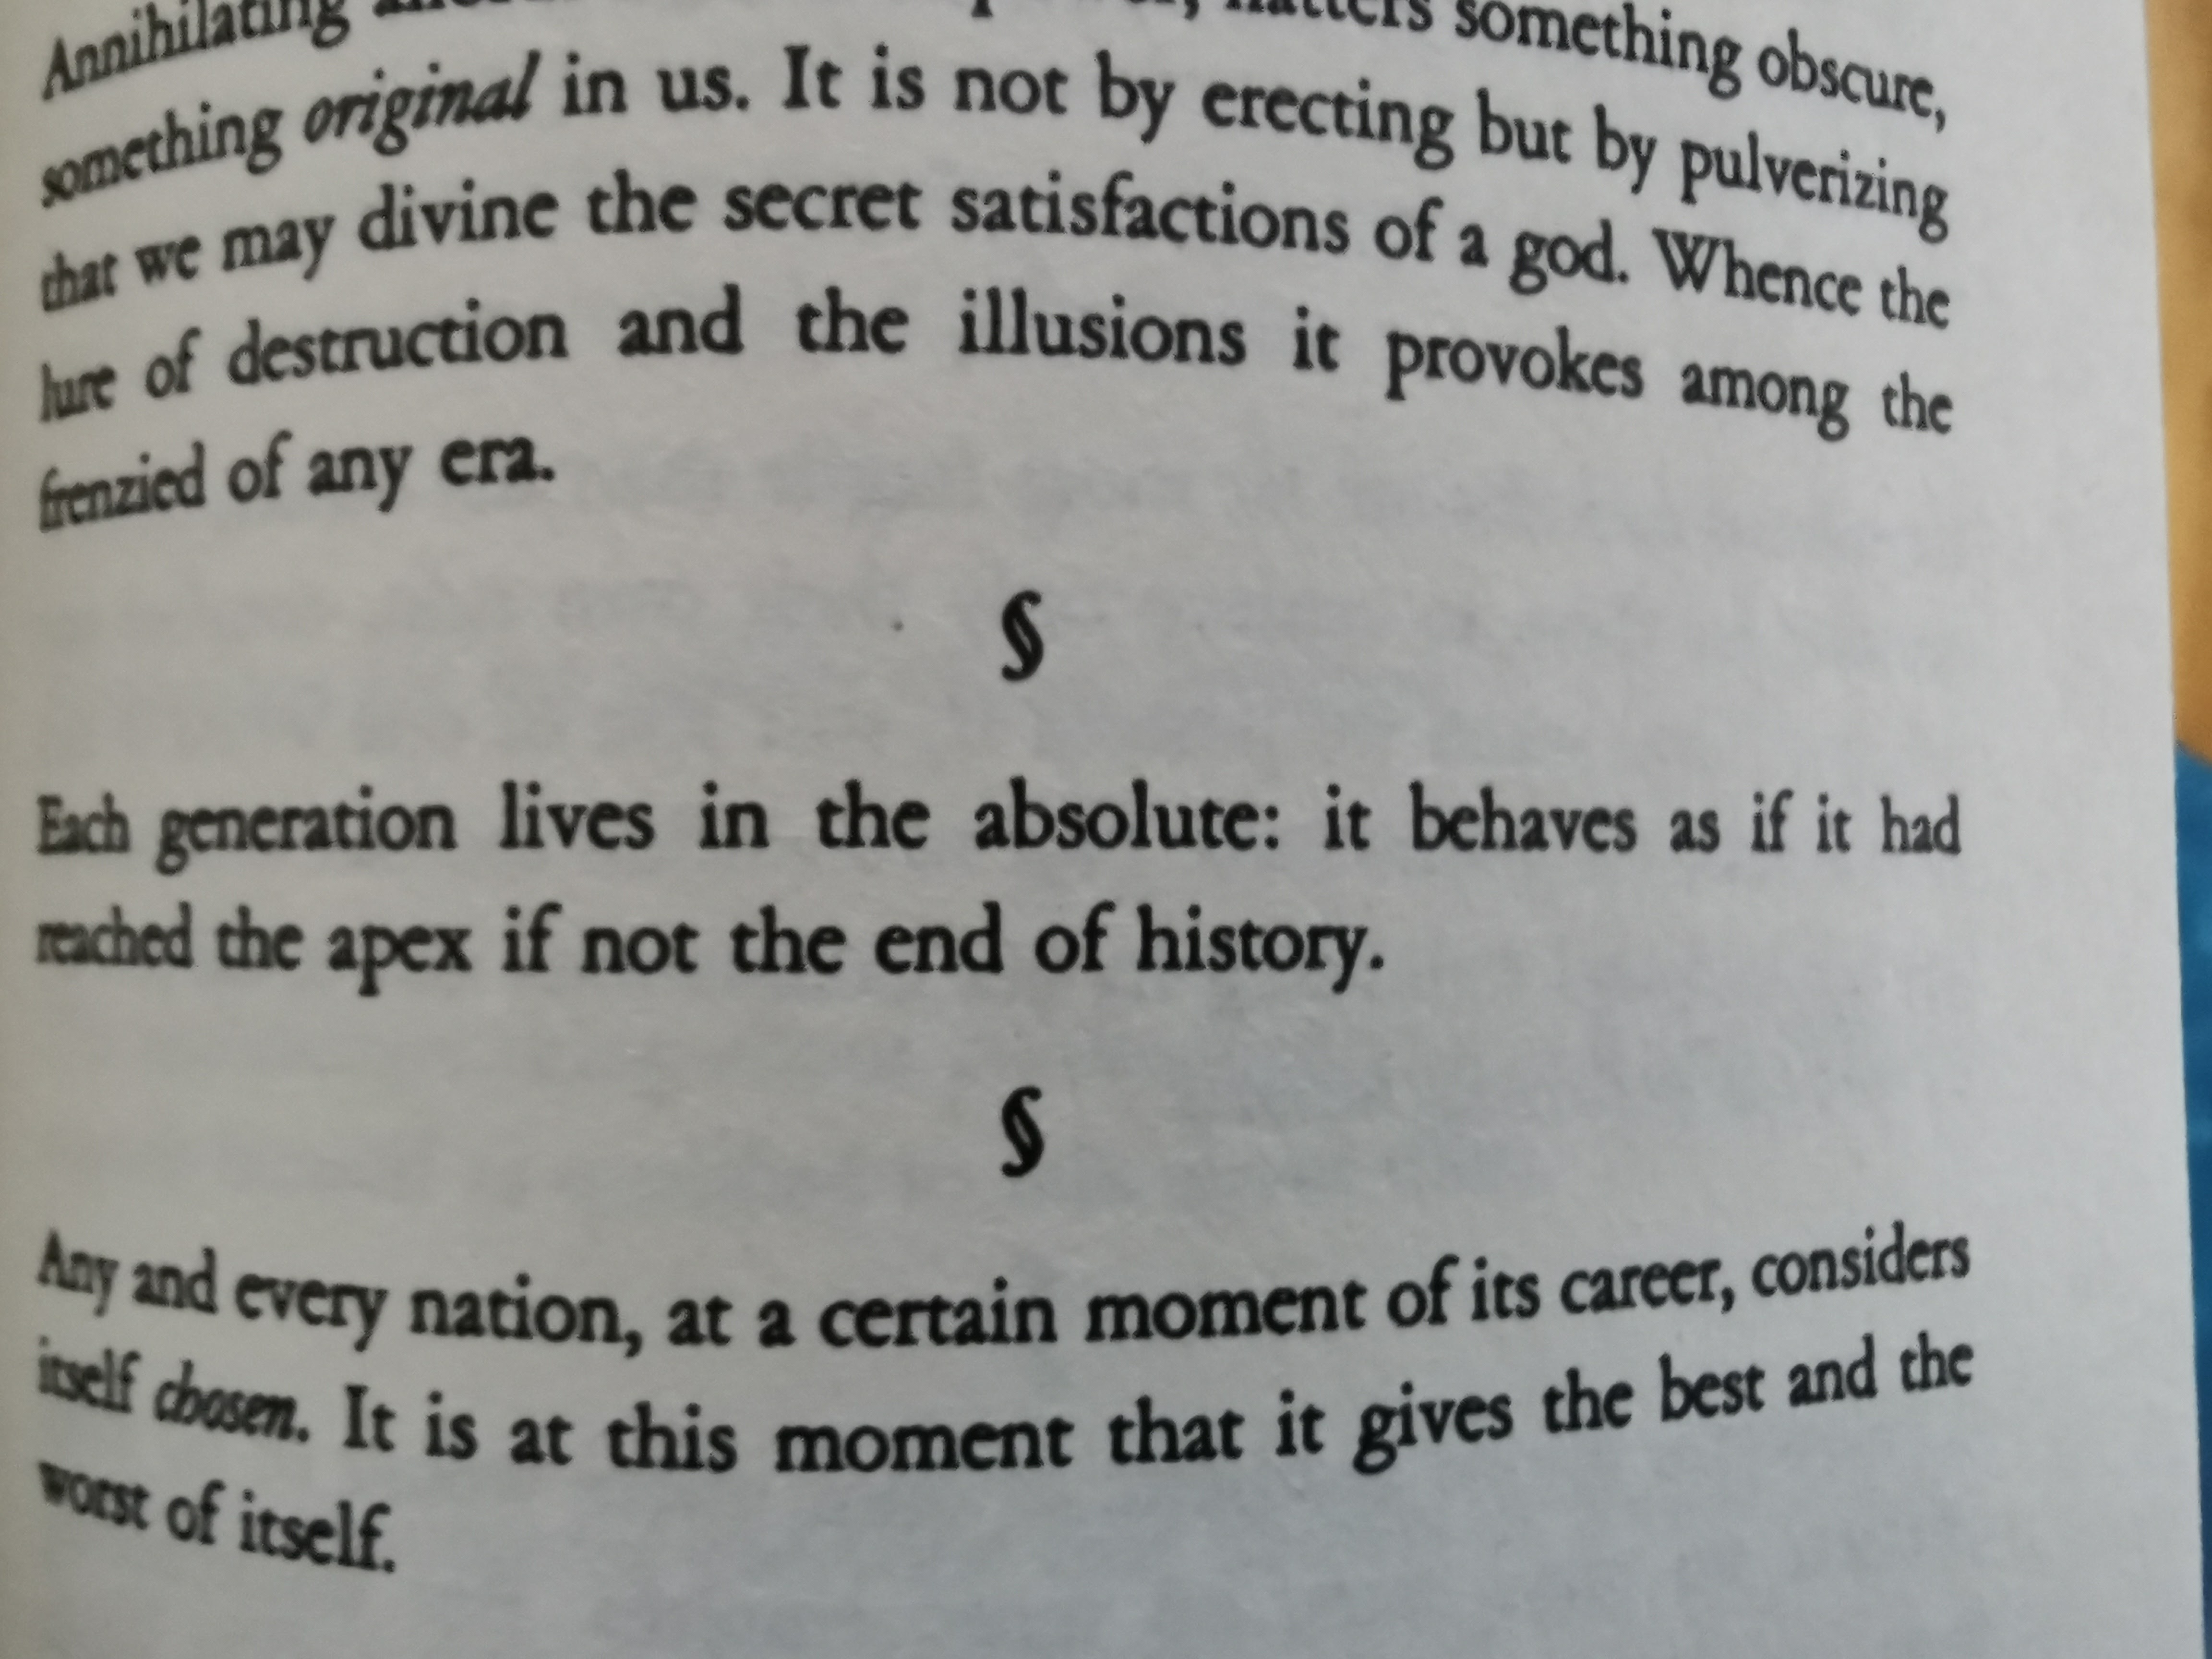 Annihilating flatters something obscure,
something original in us. It is not by erecting but by pulverizing
that we may divine the secret satisfactions of a god. Whence the
lure of destruction and the illusions it provokes among the
frenzied of any era.
§
Each generation lives in the absolute: it behaves as if it had
reached the apex if not the end of history.
§
Any and every nation, at a certain moment of its career, considers
itself chosen. It is at this moment that it gives the best and the
worst of itself.